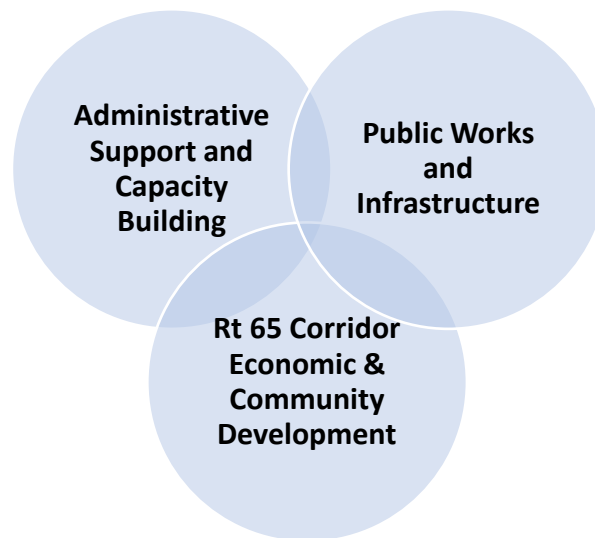 Administrative
Support and
Capacity
Building
Public Works
and
Infrastructure
Rt 65 Corridor
Economic &
Community
Development